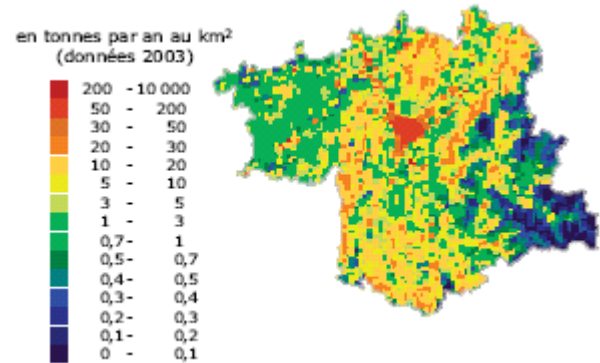 en tonnes par an au km²
(données 2003)
200 - 10 000
50 - 200
30 - 50
20 - 30
10 - 20
5 - 10
3 - 5
1 - 3
0,7 - 1
0,5 - 0,7
0,4 - 0,5
0,3 - 0,4
0,2 - 0,3
0,1 - 0,2
0 - 0,1